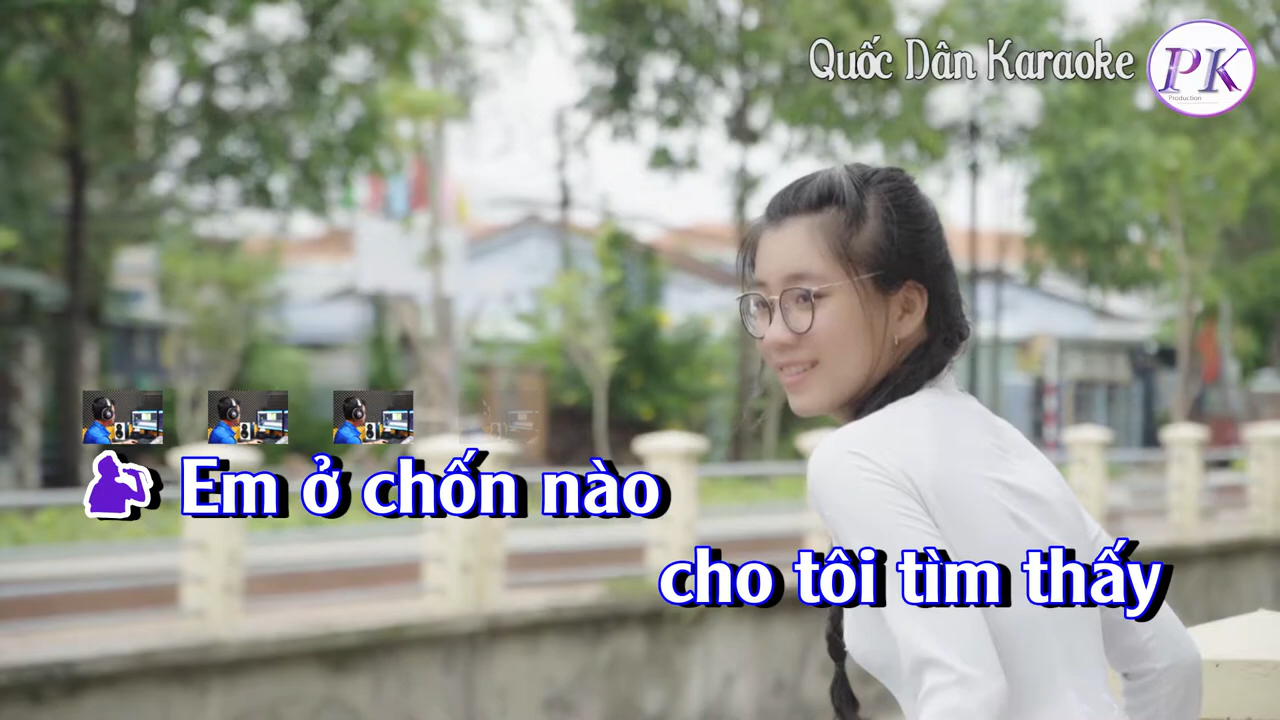 Quốc Dân Karaoke
PK
Production
Em ở chốn nào
cho tôi tìm thấy